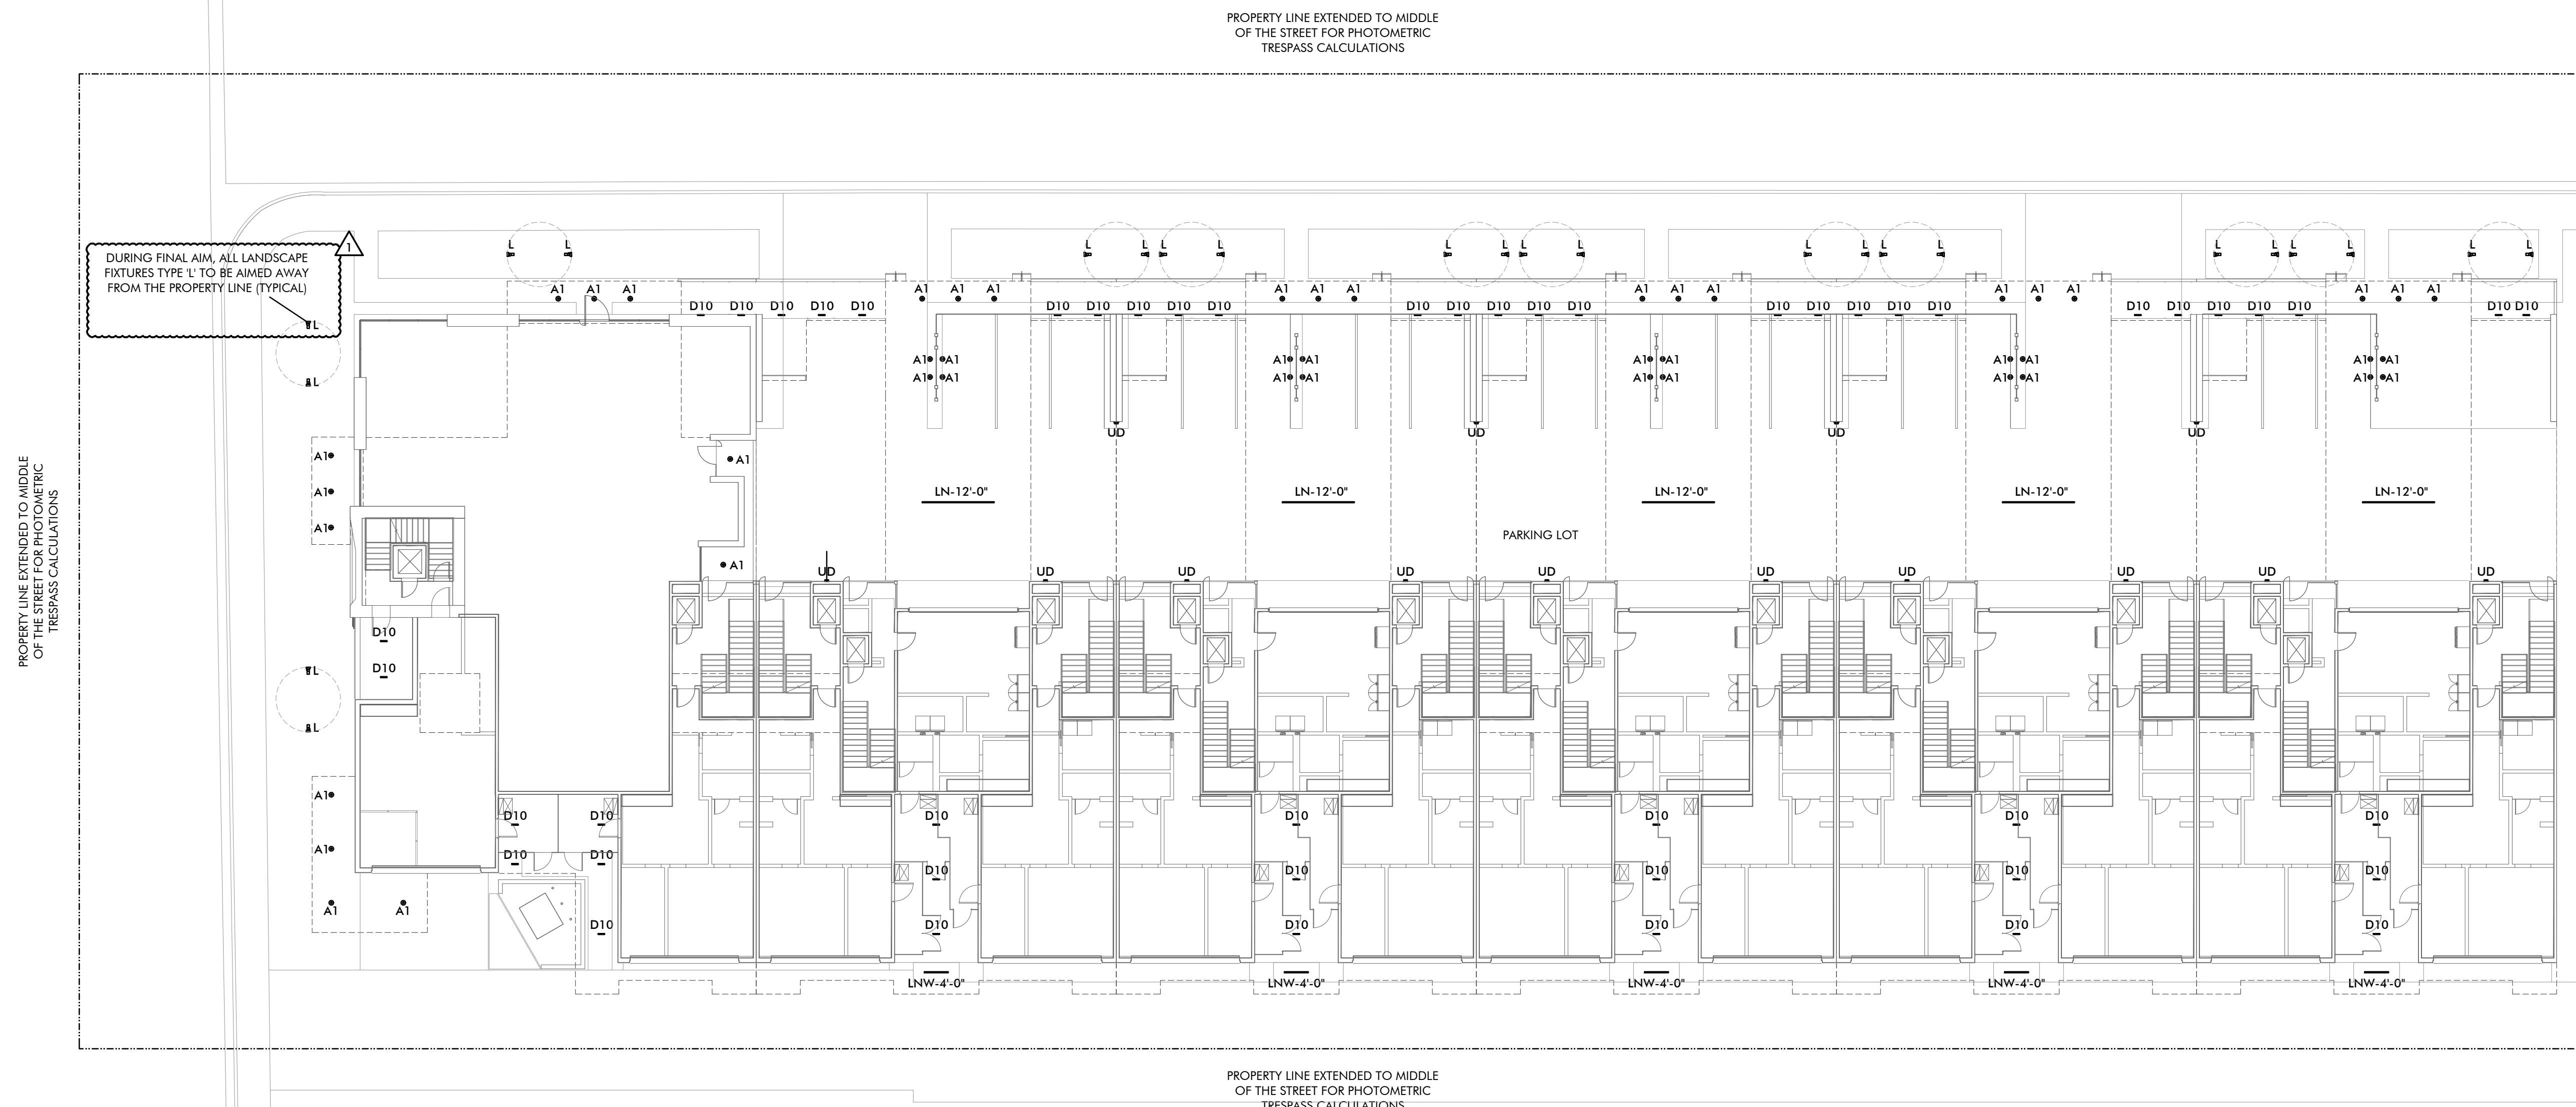 PROPERTY LINE EXTENDED TO MIDDLE
OF THE STREET FOR PHOTOMETRIC
TRESPASS CALCULATIONS
1
DURING FINAL AIM, ALL LANDSCAPE
FIXTURES TYPE 'L' TO BE AIMED AWAY
FROM THE PROPERTY LINE (TYPICAL)
L L L L L L L L L L L L L L L L L L L L
A1 A1 A1 A1 A1 A1 A1 A1 A1 A1 A1 A1 A1 A1 A1 A1 A1 A1
D10 D10 D10 D10 D10 D10 D10 D10 D10 D10 D10 D10 D10 D10 D10 D10 D10 D10 D10 D10 D10 D10 D10 D10 D10 D10 D10
L
A1 A1 A1 A1 A1 A1 A1 A1 A1 A1
A1 A1 A1 A1 A1 A1 A1 A1 A1 A1
L
UD UD UD UD
A1 A1
A1 LN-12'-0" LN-12'-0" LN-12'-0" LN-12'-0" LN-12'-0"
A1
PARKING LOT
A1
UD UD UD UD UD UD UD UD UD UD
PROPERTY LINE EXTENDED TO MIDDLE
OF THE STREET FOR PHOTOMETRIC
TRESPASS CALCULATIONS
D10
D10
L
L
A1
D10 D10 D10 D10 D10 D10 D10
A1
D10 D10
D10 D10 D10 D10 D10
A1 A1
D10 D10 D10 D10 D10 D10
LNW-4'-0" LNW-4'-0" LNW-4'-0" LNW-4'-0" LNW-4'-0"
PROPERTY LINE EXTENDED TO MIDDLE
OF THE STREET FOR PHOTOMETRIC
TRESPASS CALCULATIONS